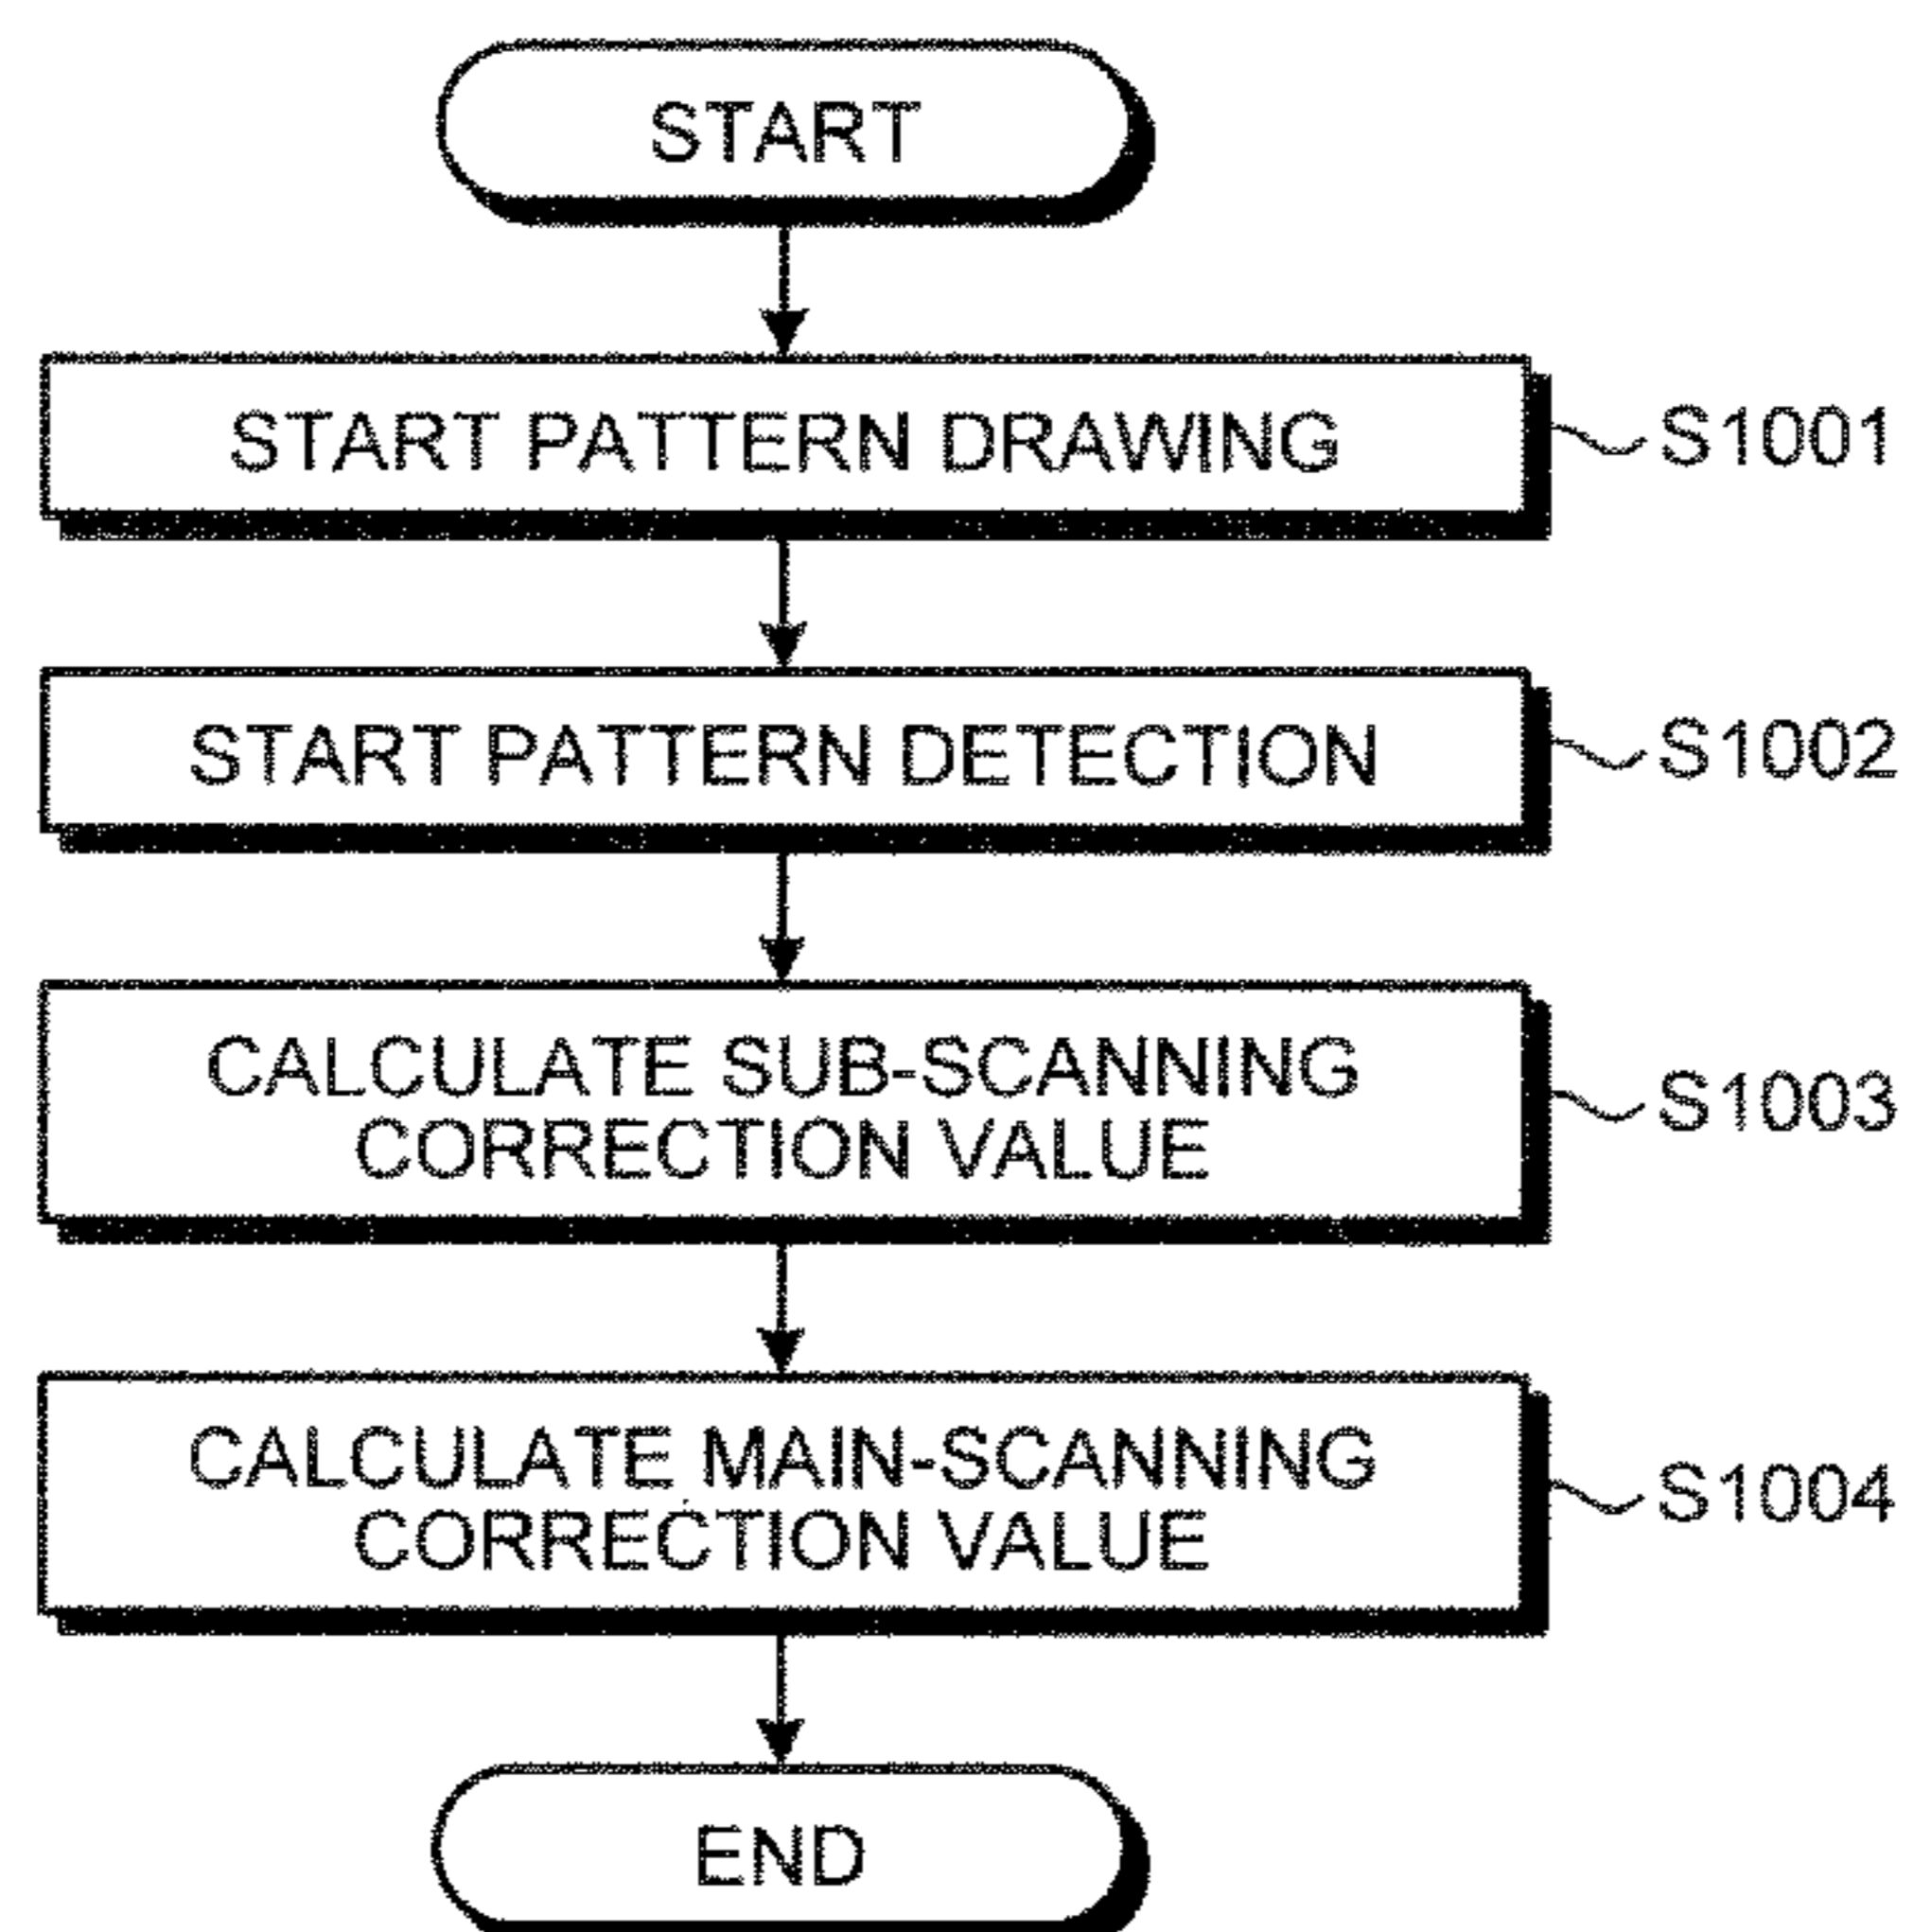 START
START PATTERN DRAWING
S1001
START PATTERN DETECTION
S1002
CALCULATE SUB-SCANNING
CORRECTION VALUE
S1003
CALCULATE MAIN-SCANNING
CORRECTION VALUE
S1004
END